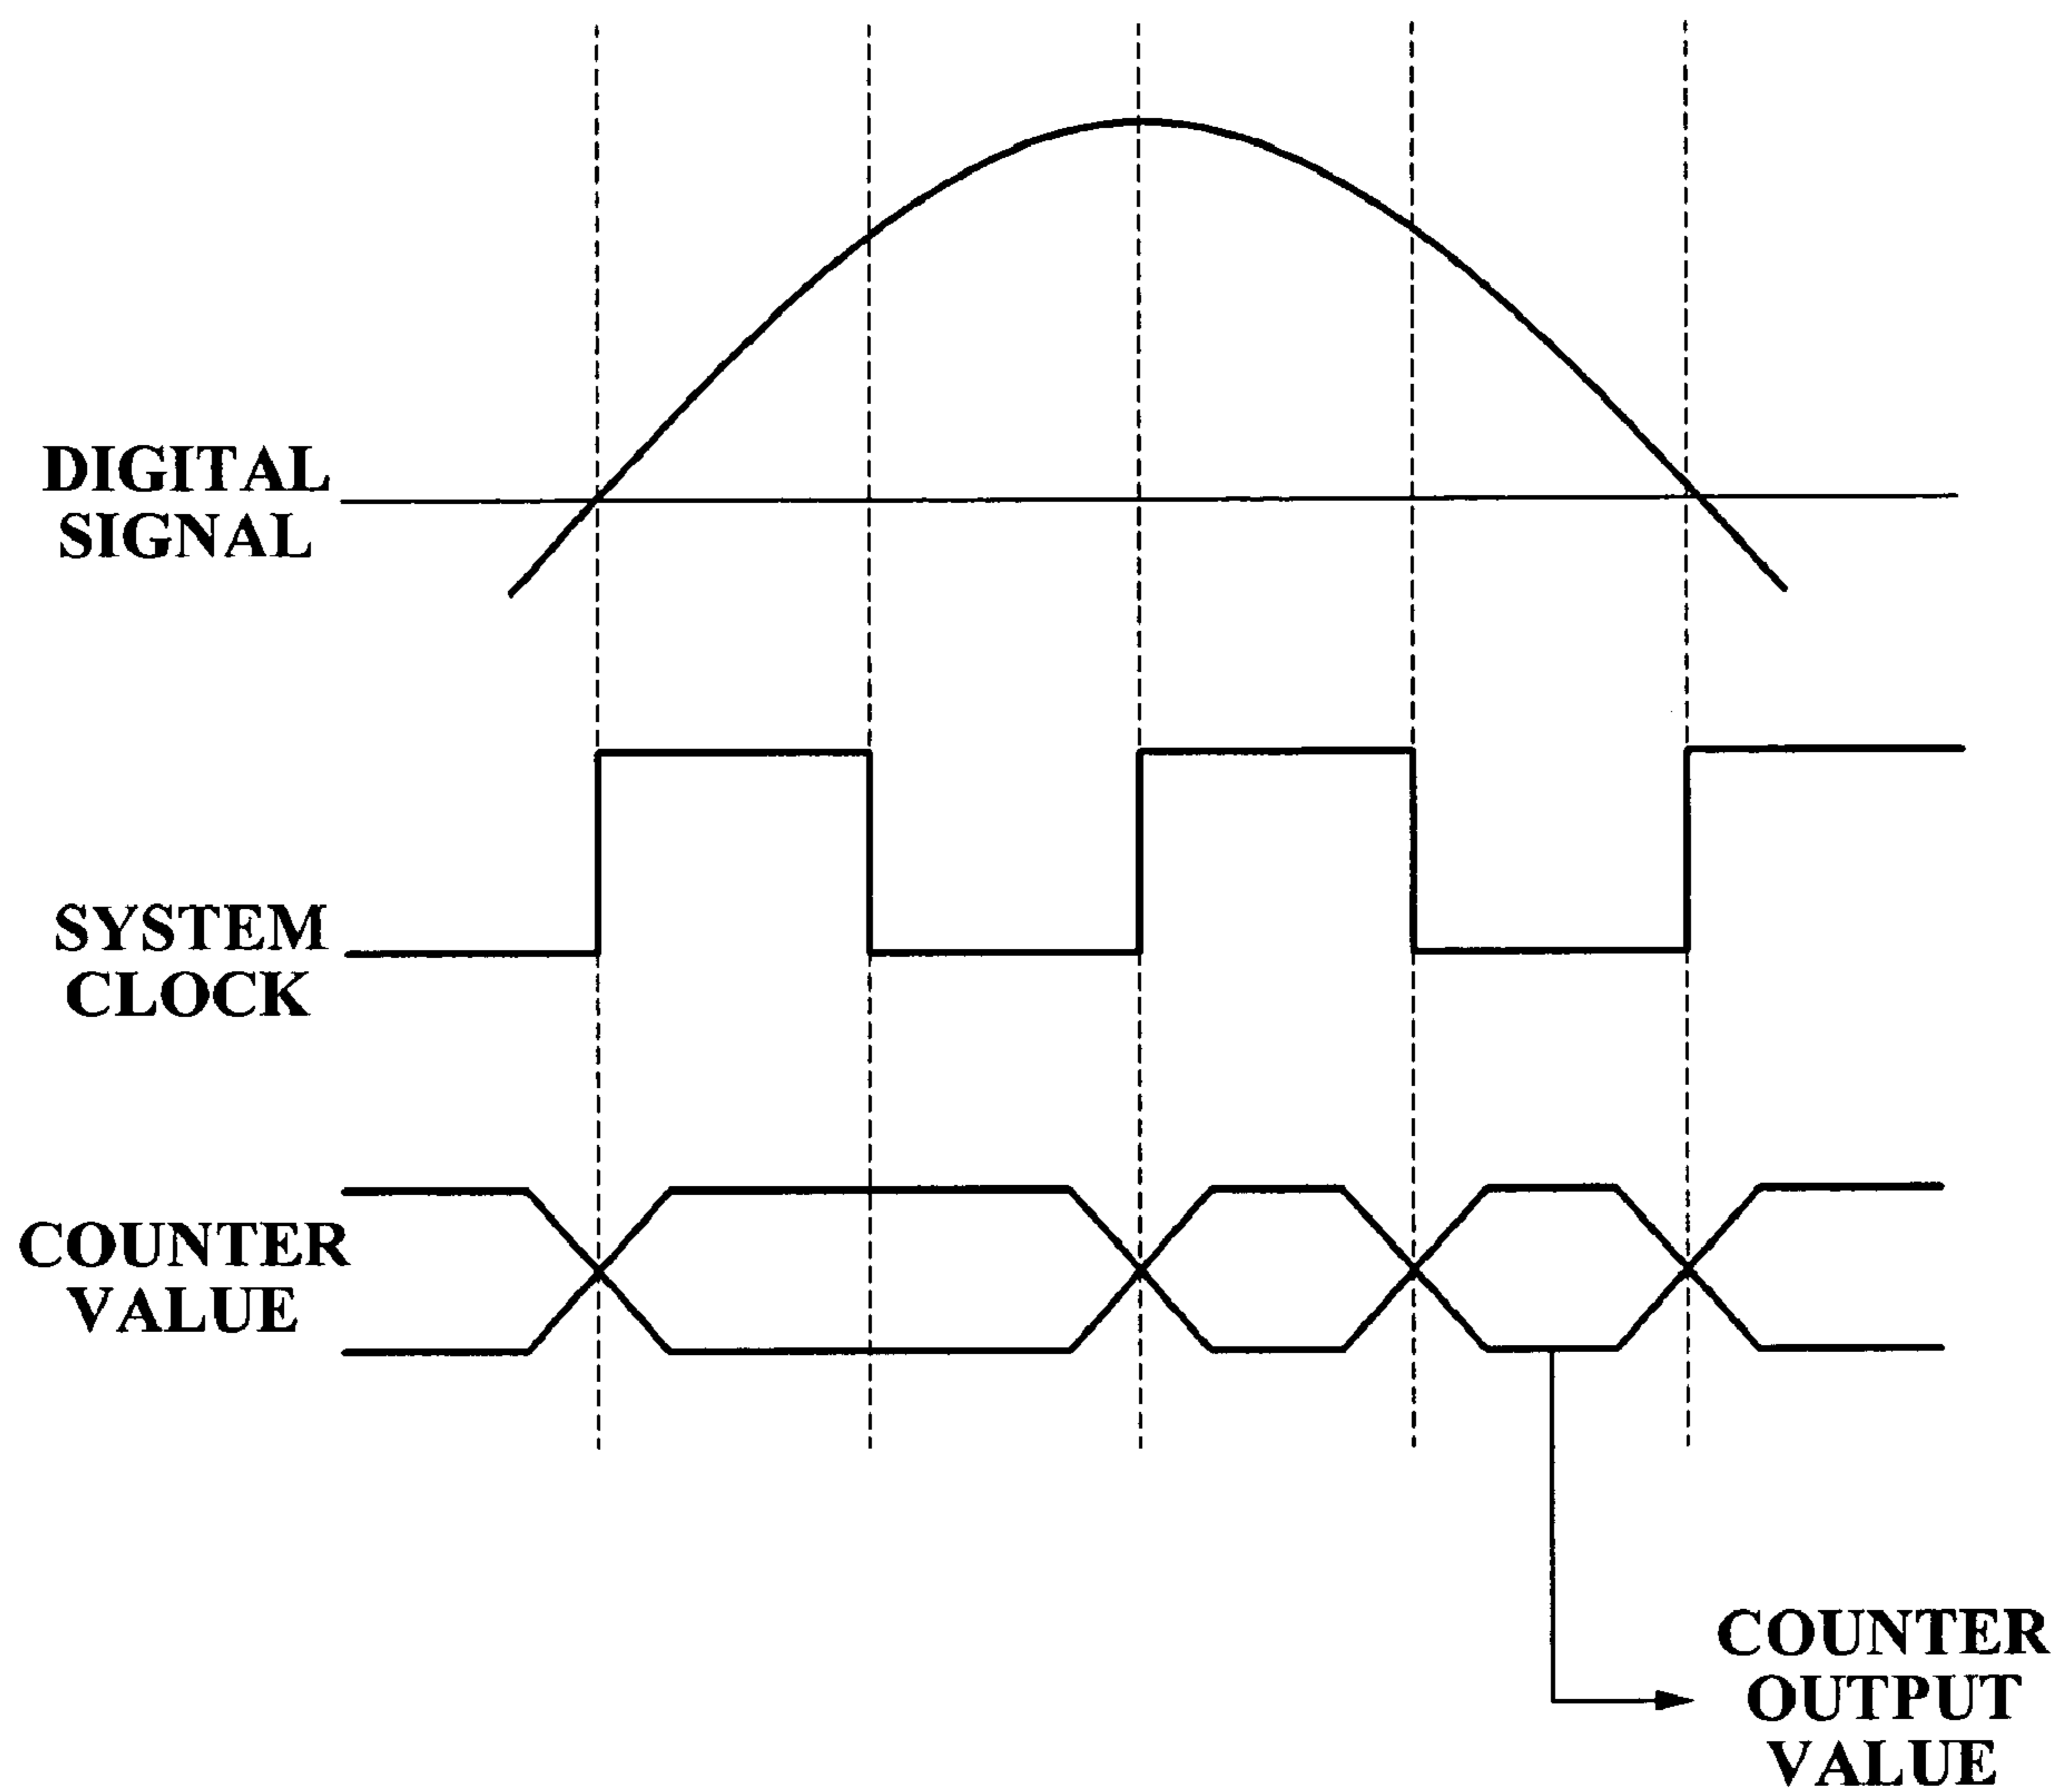 DIGITAL
SIGNAL
SYSTEM
CLOCK
COUNTER
VALUE
COUNTER
OUTPUT
VALUE